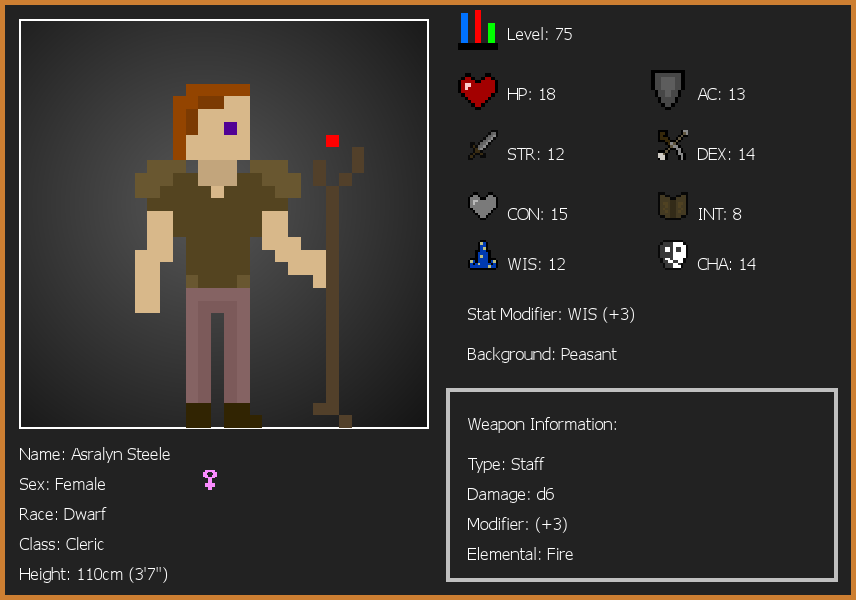 Level: 75
HP: 18
AC: 13
STR: 12
DEX: 14
CON: 15
INT: 8
WIS: 12
CHA: 14
Stat Modifier: WIS (+3)
Background: Peasant
Weapon Information:
Type: Staff
Damage: d6
Modifier: (+3)
Elemental: Fire
Name: Asralyn Steele
Sex: Female
Race: Dwarf
Class: Cleric
Height: 110cm (3'7")